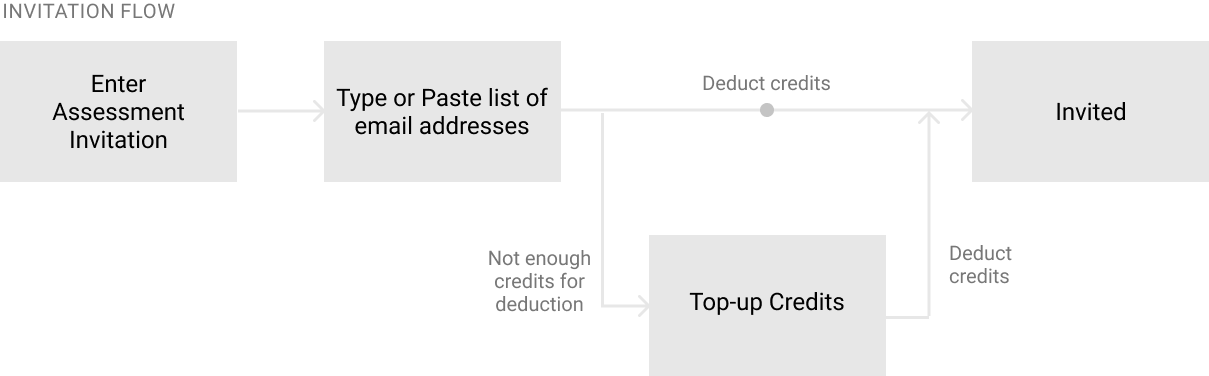 INVITATION FLOW
Enter
Assessment
Invitation
Type or Paste list of
email addresses
Deduct credits
Invited
Not enough
credits for
deduction
Top-up Credits
Deduct
credits